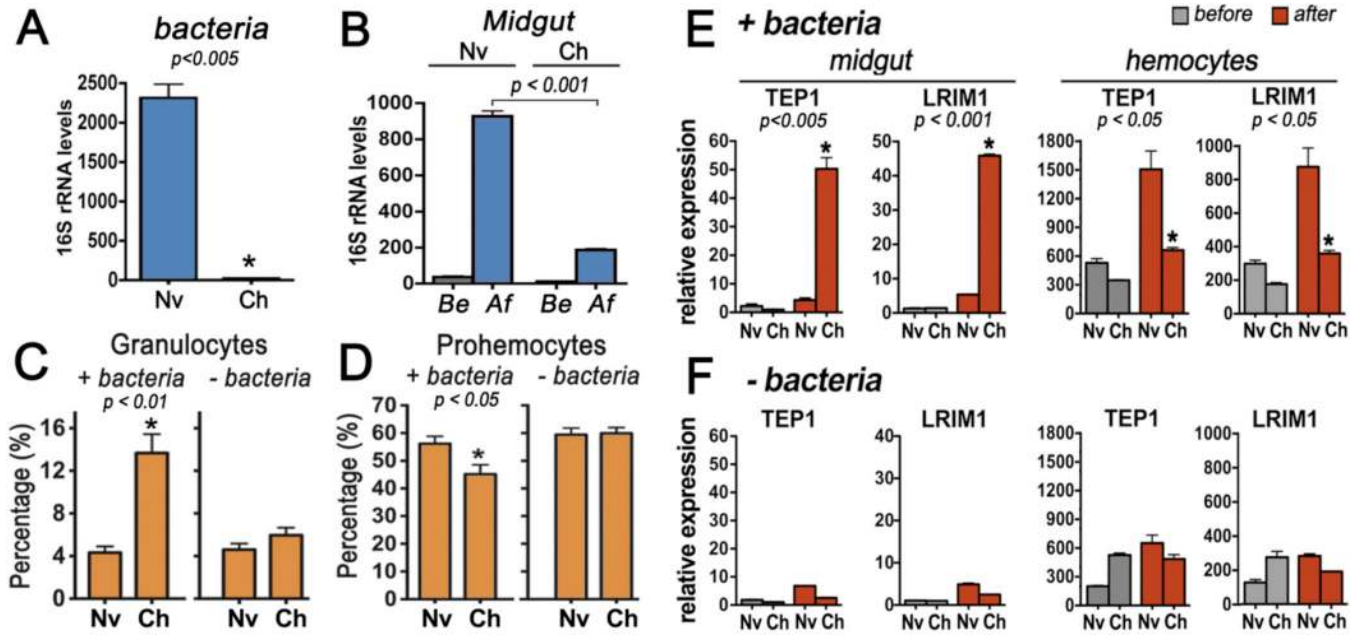 A
bacteria
p<0.005
16S rRNA levels
2500
2000
1500
1000
500
0
*
Nv Ch
B
Midgut
Nv Ch
p < 0.001
16S rRNA levels
1000
800
600
400
200
0
Be Af Be Af
C
Granulocytes
+ bacteria - bacteria
p < 0.01
*
Percentage (%)
16
12
8
4
0
Nv Ch Nv Ch
D
Prohemocytes
+ bacteria - bacteria
p < 0.05
*
Percentage (%)
70
60
50
40
30
20
10
0
Nv Ch Nv Ch
before after
E + bacteria
midgut hemocytes
TEP1
p<0.005
relative expression
60
50
40
30
20
10
0
*
Nv Ch Nv Ch
LRIM1
p < 0.001
50
40
30
20
10
0
*
Nv Ch Nv Ch
TEP1
p < 0.05
1800
1500
1200
900
600
300
0
*
Nv Ch Nv Ch
LRIM1
p < 0.05
1000
800
600
400
200
0
*
Nv Ch Nv Ch
F - bacteria
TEP1
relative expression
60
50
40
30
20
10
0
Nv Ch Nv Ch
LRIM1
40
30
20
10
0
Nv Ch Nv Ch
TEP1
1800
1500
1200
900
600
300
0
Nv Ch Nv Ch
LRIM1
1000
800
600
400
200
0
Nv Ch Nv Ch